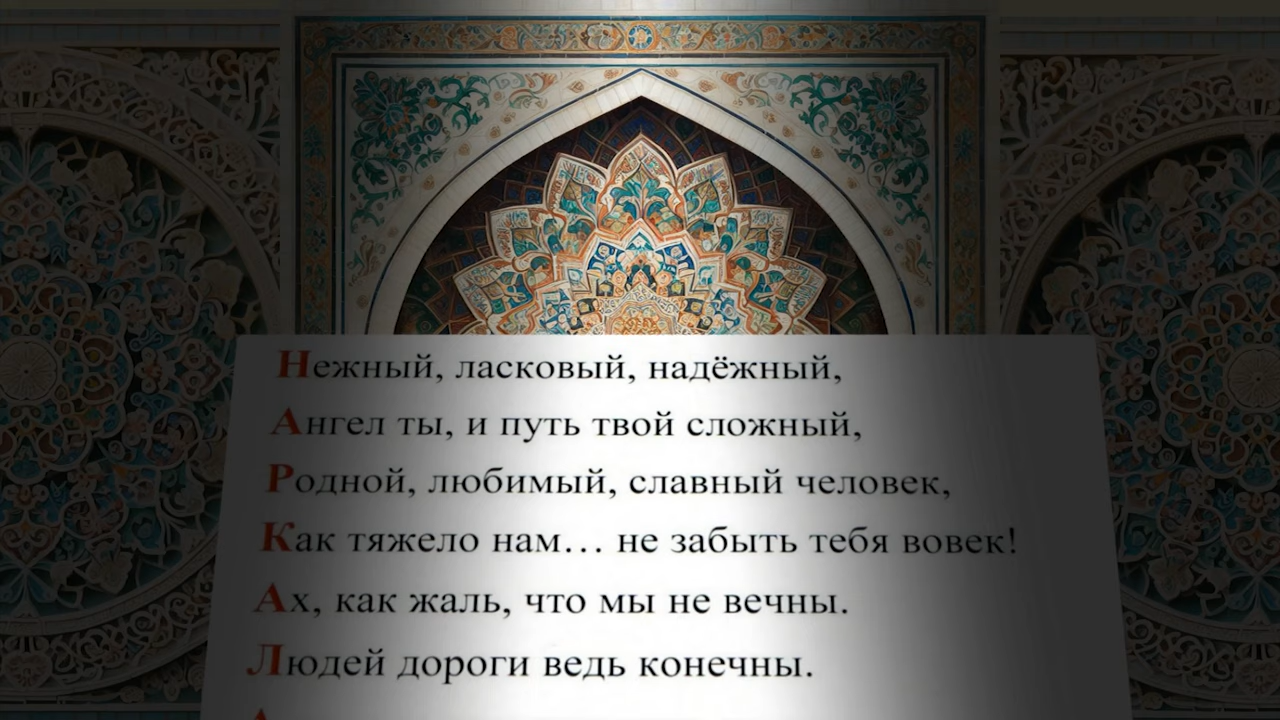 Нежный, ласковый, надёжный,
Ангел ты, и путь твой сложный,
Родной, любимый, славный человек,
Как тяжело нам… не забыть тебя вовек!
Ах, как жаль, что мы не вечны.
Людей дороги ведь конечны.